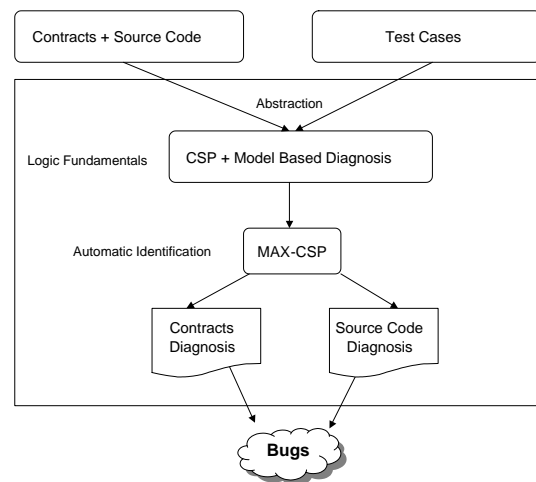 Contracts + Source Code
Test Cases
Abstraction
Logic Fundamentals
CSP + Model Based Diagnosis
Automatic Identification
MAX-CSP
Contracts
Diagnosis
Source Code
Diagnosis
Bugs